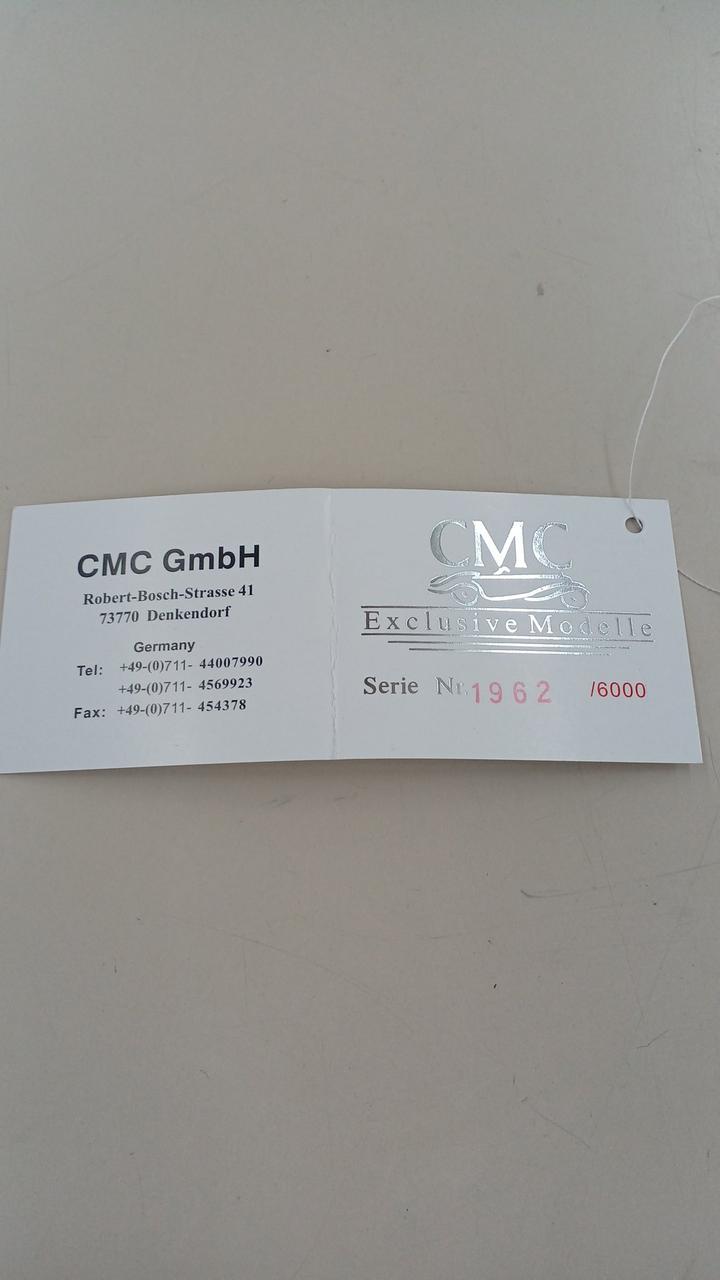 CMC GmbH
Robert-Bosch-Strasse 41
73770 Denkendorf
Germany
Tel: +49-(0)711- 44007990
+49-(0)711- 4569923
Fax: +49-(0)711- 454378
CMC
Exclusive Modelle
Serie Nr. 1962 /6000